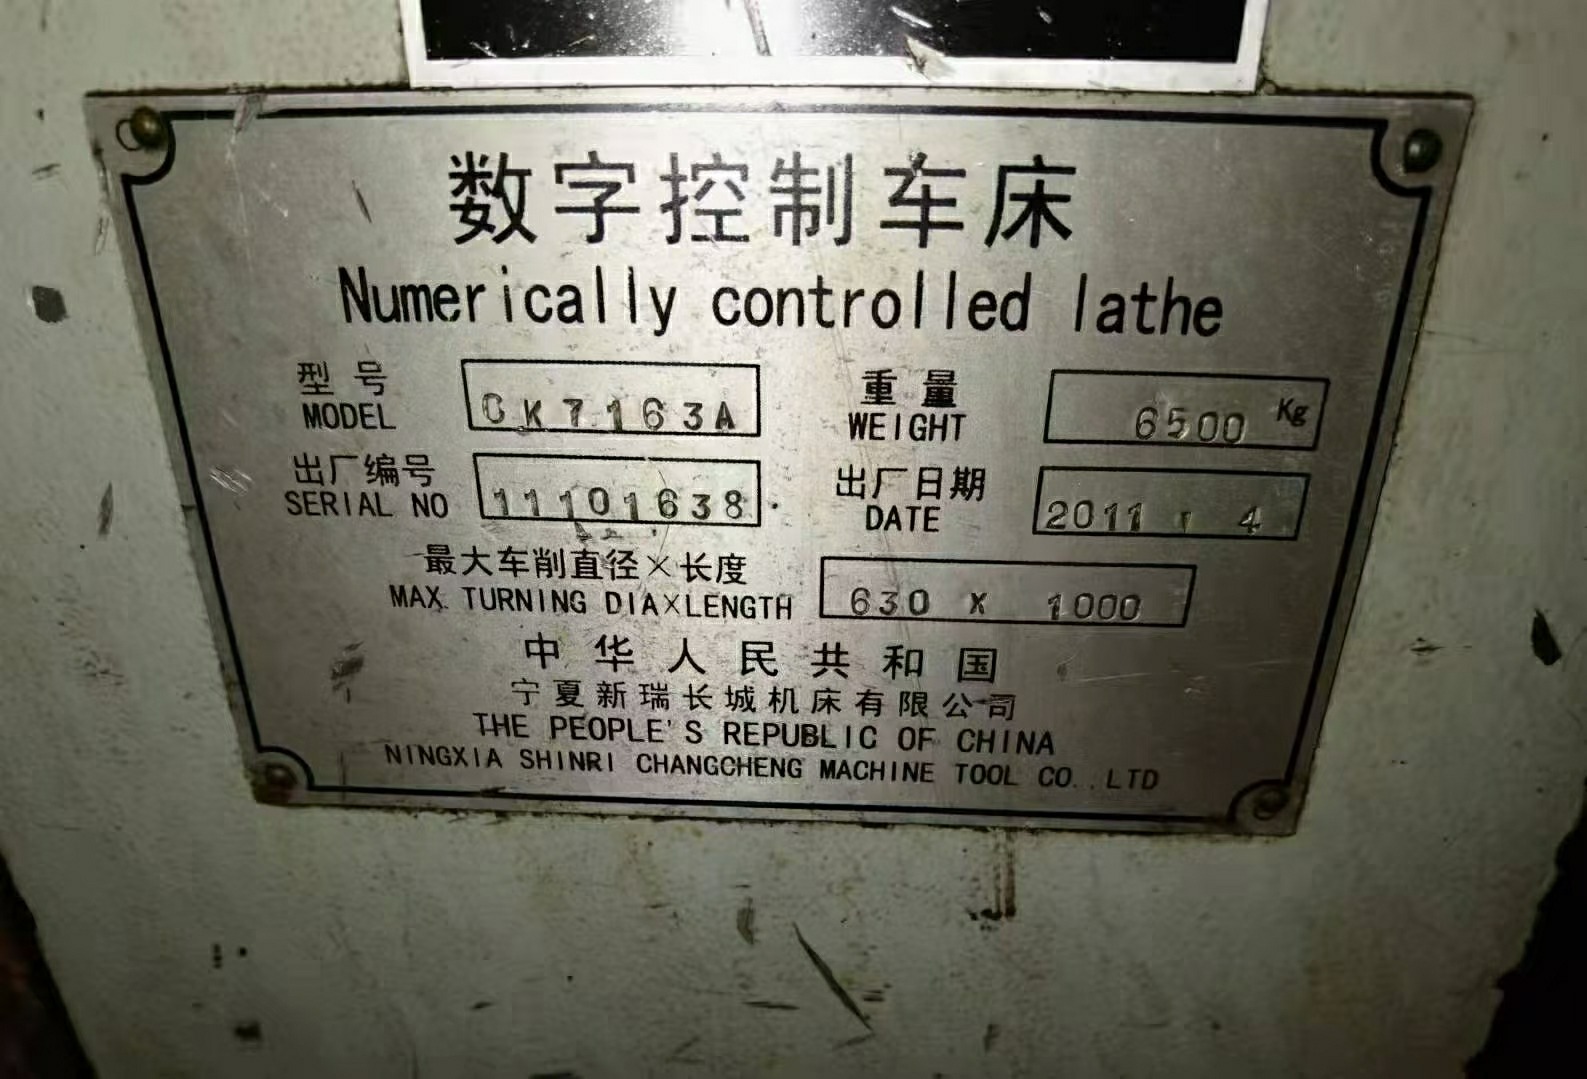 数字控制车床
Numerically controlled lathe
型号 CK7163A 重量 6500 Kg
MODEL WEIGHT
出厂编号 11101638 出厂日期 2011 . 4
SERIAL NO DATE
最大车削直径×长度 630 x 1000
MAX. TURNING DIA×LENGTH
中华人民共和国
宁夏新瑞长城机床有限公司
THE PEOPLE'S REPUBLIC OF CHINA
NINGXIA SHINRI CHANGCHENG MACHINE TOOL CO.,LTD